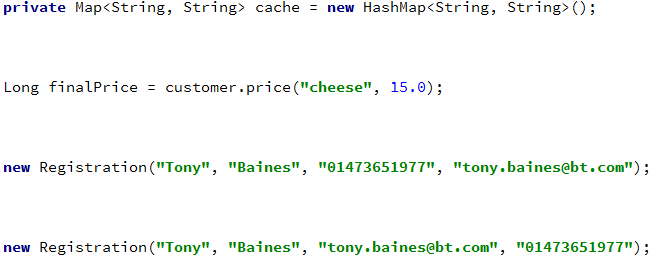 private Map<String, String> cache = new HashMap<String, String>();
Long finalPrice = customer.price("cheese", 15.0);
new Registration("Tony", "Baines", "01473651977", "tony.baines@bt.com");
new Registration("Tony", "Baines", "tony.baines@bt.com", "01473651977");